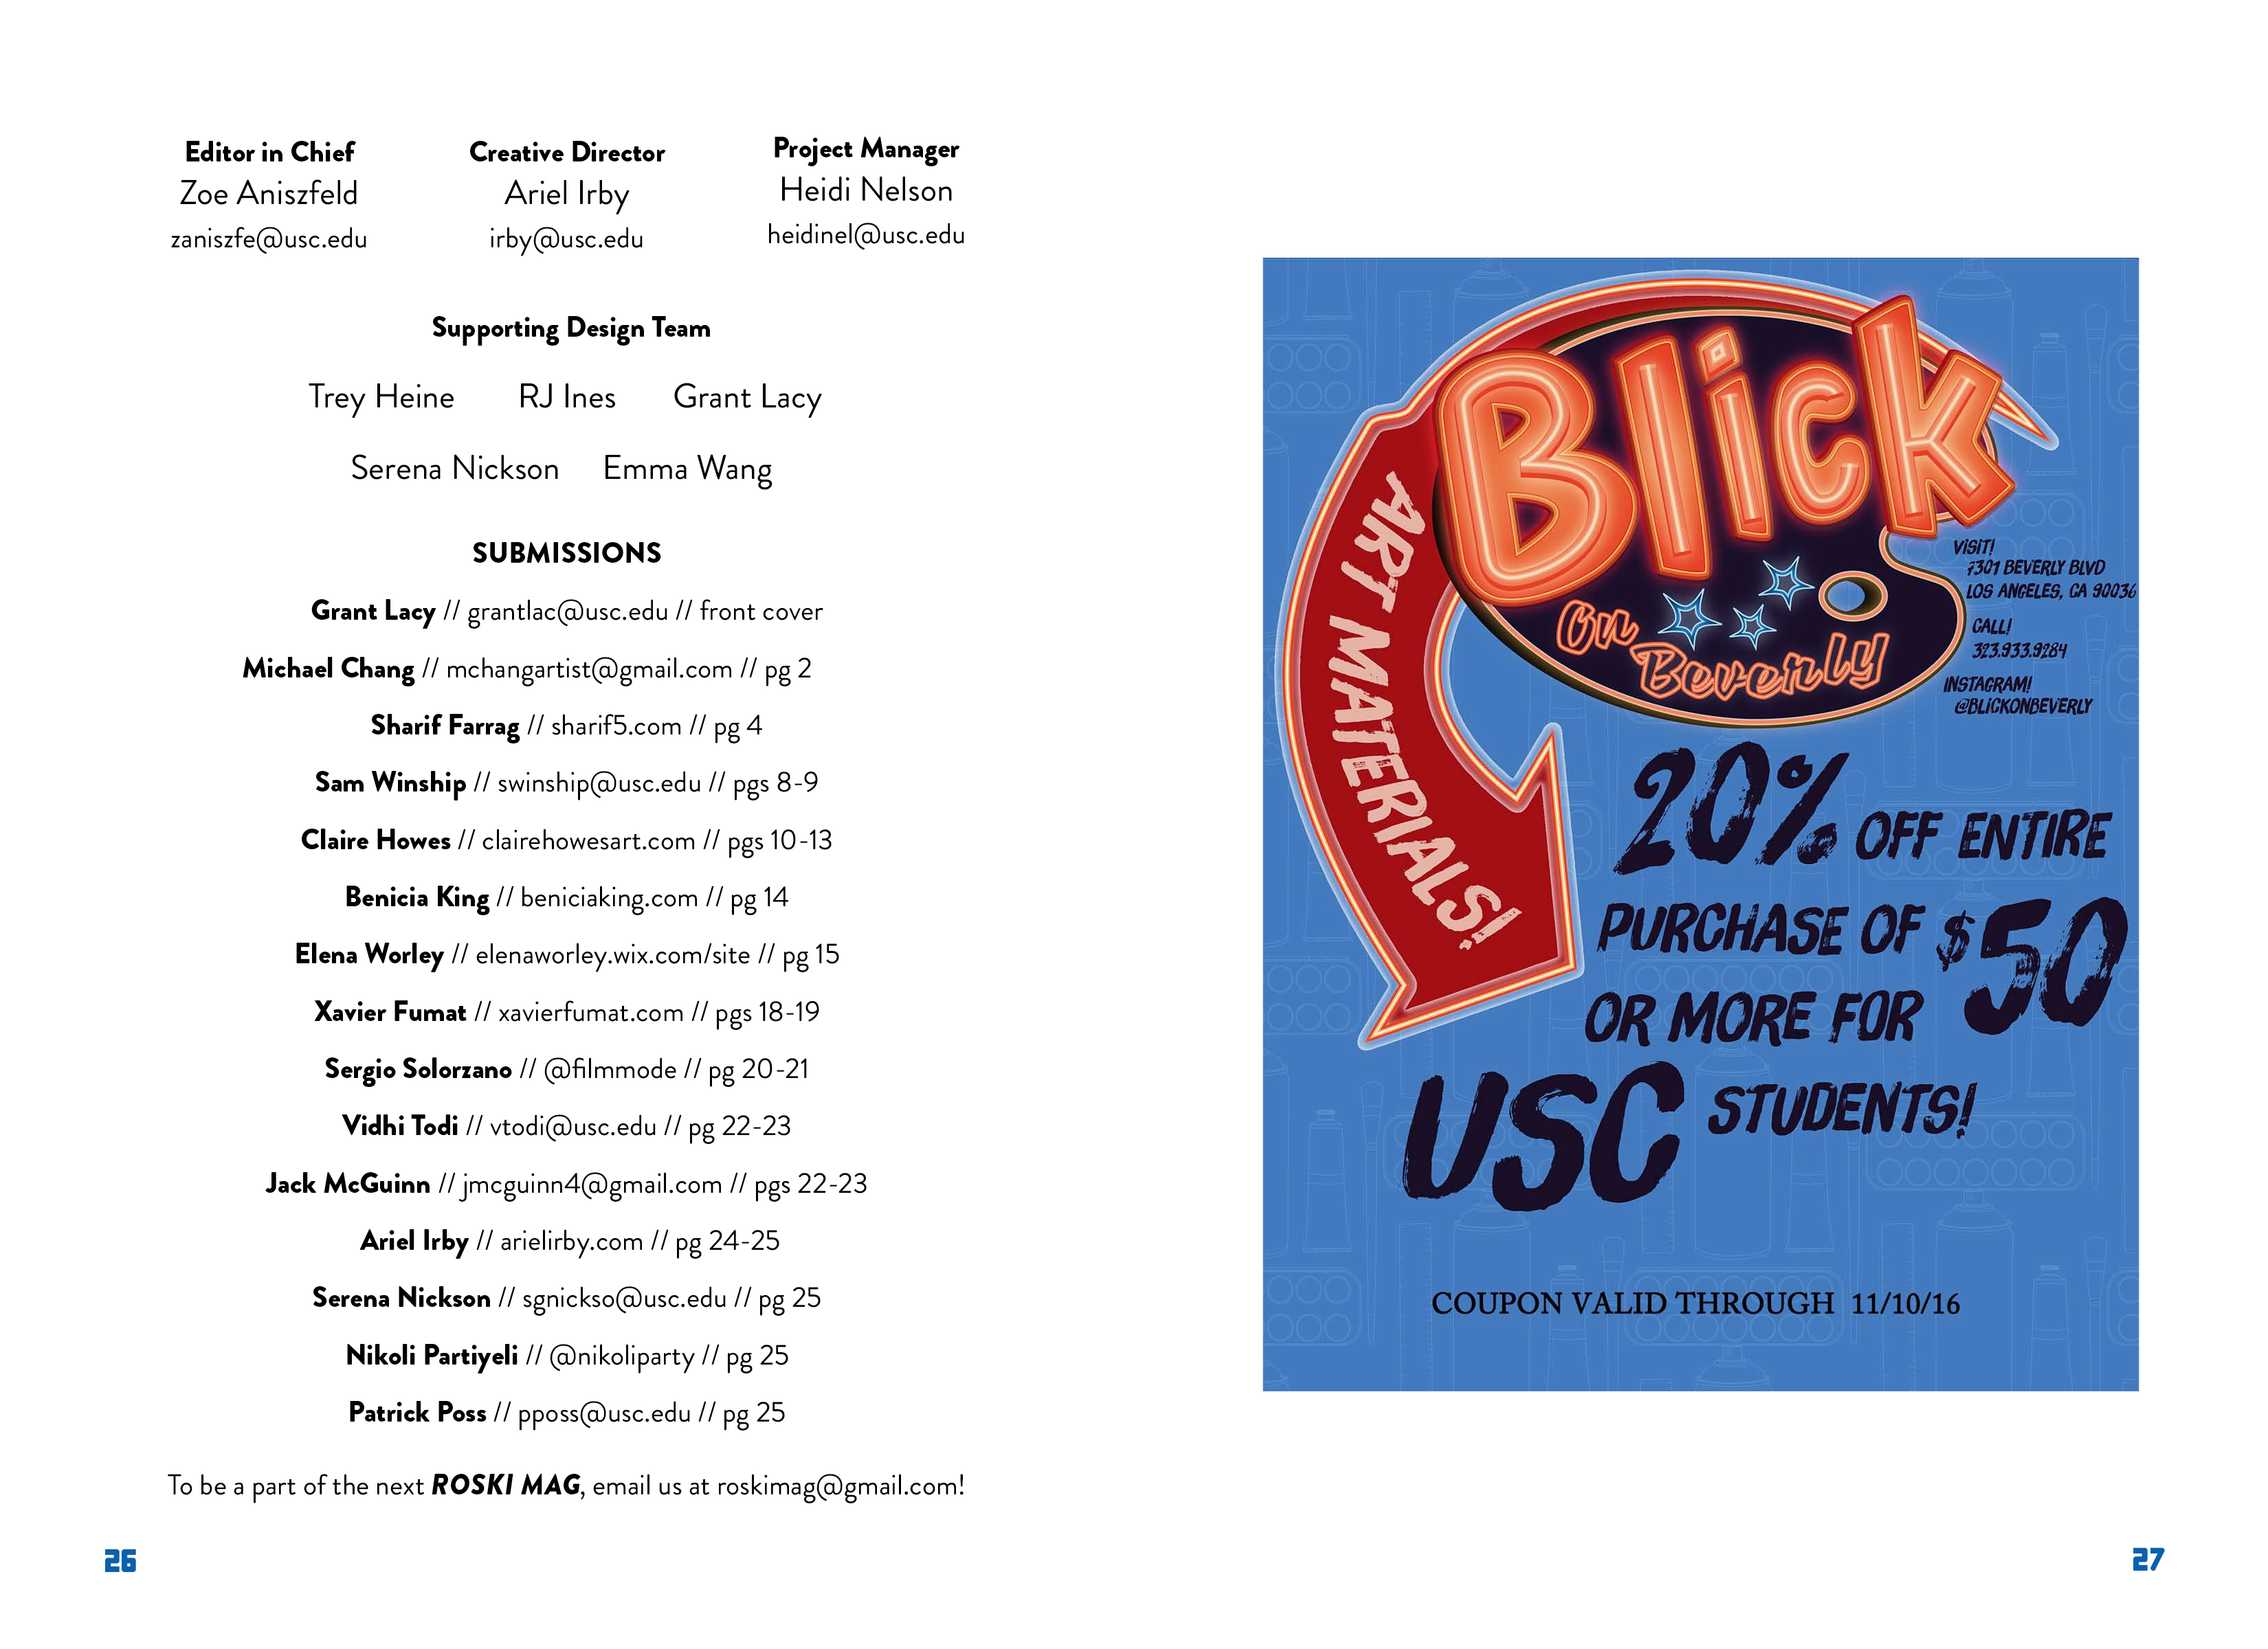 Editor in Chief
Zoe Aniszfeld
zaniszfe@usc.edu
Creative Director
Ariel Irby
irby@usc.edu
Project Manager
Heidi Nelson
heidinel@usc.edu
Supporting Design Team
Trey Heine RJ Ines Grant Lacy
Serena Nickson Emma Wang
SUBMISSIONS
Grant Lacy // grantlac@usc.edu // front cover
Michael Chang // mchangartist@gmail.com // pg 2
Sharif Farrag // sharif5.com // pg 4
Sam Winship // swinship@usc.edu // pgs 8-9
Claire Howes // clairehowesart.com // pgs 10-13
Benicia King // beniciaking.com // pg 14
Elena Worley // elenaworley.wix.com/site // pg 15
Xavier Fumat // xavierfumat.com // pgs 18-19
Sergio Solorzano // @filmmode // pg 20-21
Vidhi Todi // vtodi@usc.edu // pg 22-23
Jack McGuinn // jmcguinn4@gmail.com // pgs 22-23
Ariel Irby // arielirby.com // pg 24-25
Serena Nickson // sgnickso@usc.edu // pg 25
Nikoli Partiyeli // @nikoliparty // pg 25
Patrick Poss // pposs@usc.edu // pg 25
To be a part of the next ROSKI MAG, email us at roskimag@gmail.com!
26
Blick
On
Beverly
ART MATERIALS!
VISIT!
7301 BEVERLY BLVD
LOS ANGELES, CA 90036
CALL!
323.933.9284
INSTAGRAM!
@BLICKONBEVERLY
20% OFF ENTIRE
PURCHASE OF $50
OR MORE FOR
USC STUDENTS!
COUPON VALID THROUGH 11/10/16
27